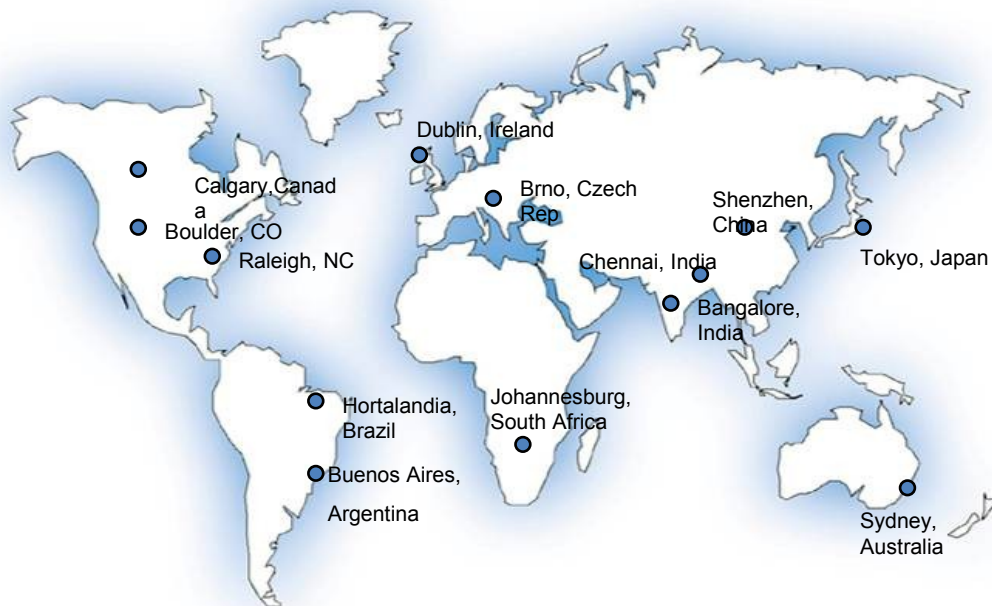 Dublin, Ireland
Calgary,Canad
a
Brno, Czech
Rep
Shenzhen,
China
Boulder, CO
Raleigh, NC
Chennai, India
Tokyo, Japan
Bangalore,
India
Hortalandia,
Brazil
Johannesburg,
South Africa
Buenos Aires,
Argentina
Sydney,
Australia